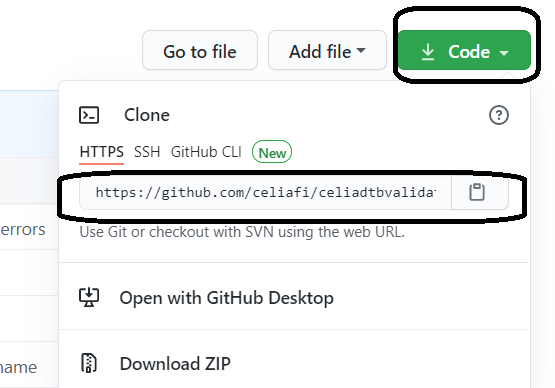 Go to file Add file Code
Clone
HTTPS SSH GitHub CLI New
https://github.com/celiafi/celiadtbvalida
errors
Use Git or checkout with SVN using the web URL.
Open with GitHub Desktop
name
Download ZIP